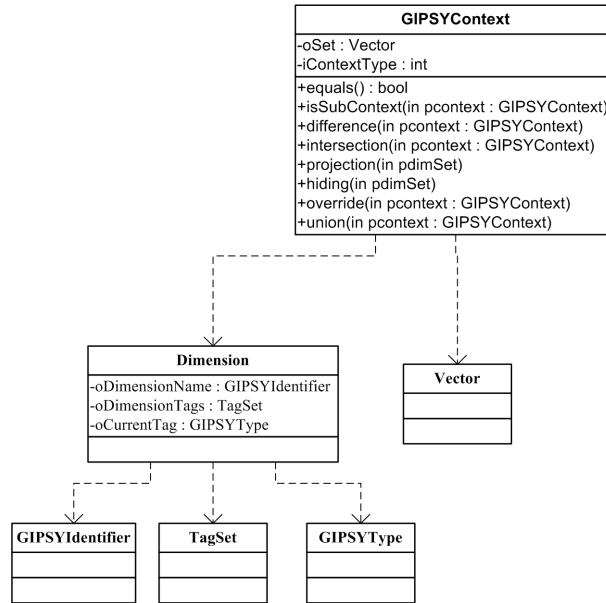 GIPSYContext
-oSet : Vector
-iContextType : int
+equals() : bool
+isSubContext(in pcontext : GIPSYContext)
+difference(in pcontext : GIPSYContext)
+intersection(in pcontext : GIPSYContext)
+projection(in pdimSet)
+hiding(in pdimSet)
+override(in pcontext : GIPSYContext)
+union(in pcontext : GIPSYContext)
Dimension
-oDimensionName : GIPSYIdentifier
-oDimensionTags : TagSet
-oCurrentTag : GIPSYType
Vector
GIPSYIdentifier
TagSet
GIPSYType